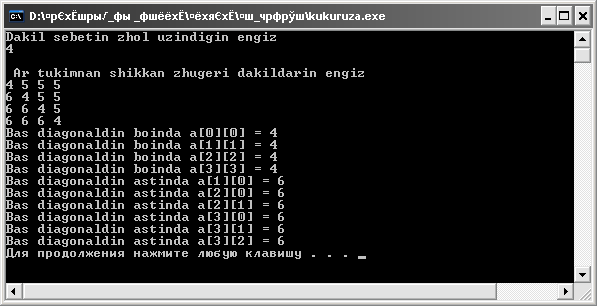 D:\¤рЄхЁшры/_фы _фшёёхЁ\¤ёхяЄхЁ\¤ш_чрфрўш\kukuruza.exe
Dakil sebetin zhol uzindigin engiz
4
Ar tukimnan shikkan zhugeri dakildarin engiz
4 5 5 5
6 4 5 5
6 6 4 5
6 6 6 4
Bas diagonaldin boinda a[0][0] = 4
Bas diagonaldin boinda a[1][1] = 4
Bas diagonaldin boinda a[2][2] = 4
Bas diagonaldin boinda a[3][3] = 4
Bas diagonaldin astinda a[1][0] = 6
Bas diagonaldin astinda a[2][0] = 6
Bas diagonaldin astinda a[2][1] = 6
Bas diagonaldin astinda a[3][0] = 6
Bas diagonaldin astinda a[3][1] = 6
Bas diagonaldin astinda a[3][2] = 6
Для продолжения нажмите любую клавишу . . . _